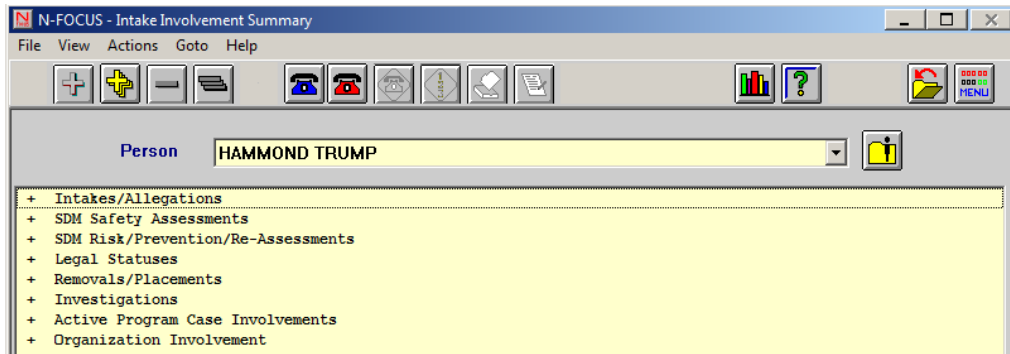 N-FOCUS - Intake Involvement Summary
File View Actions Goto Help
MENU
Person HAMMOND TRUMP
+ Intakes/Allegations
+ SDM Safety Assessments
+ SDM Risk/Prevention/Re-Assessments
+ Legal Statuses
+ Removals/Placements
+ Investigations
+ Active Program Case Involvements
+ Organization Involvement